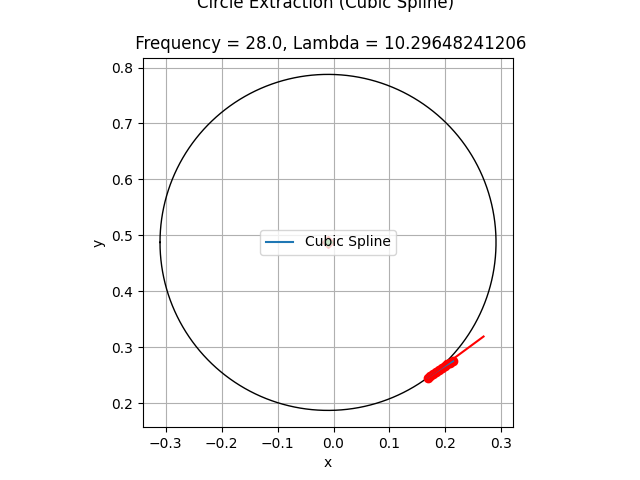 Circle Extraction (Cubic Spline)
Frequency = 28.0, Lambda = 10.29648241206
0.8
0.7
0.6
0.5
0.4
0.3
0.2
y
Cubic Spline
−0.3 −0.2 −0.1 0.0 0.1 0.2 0.3
x